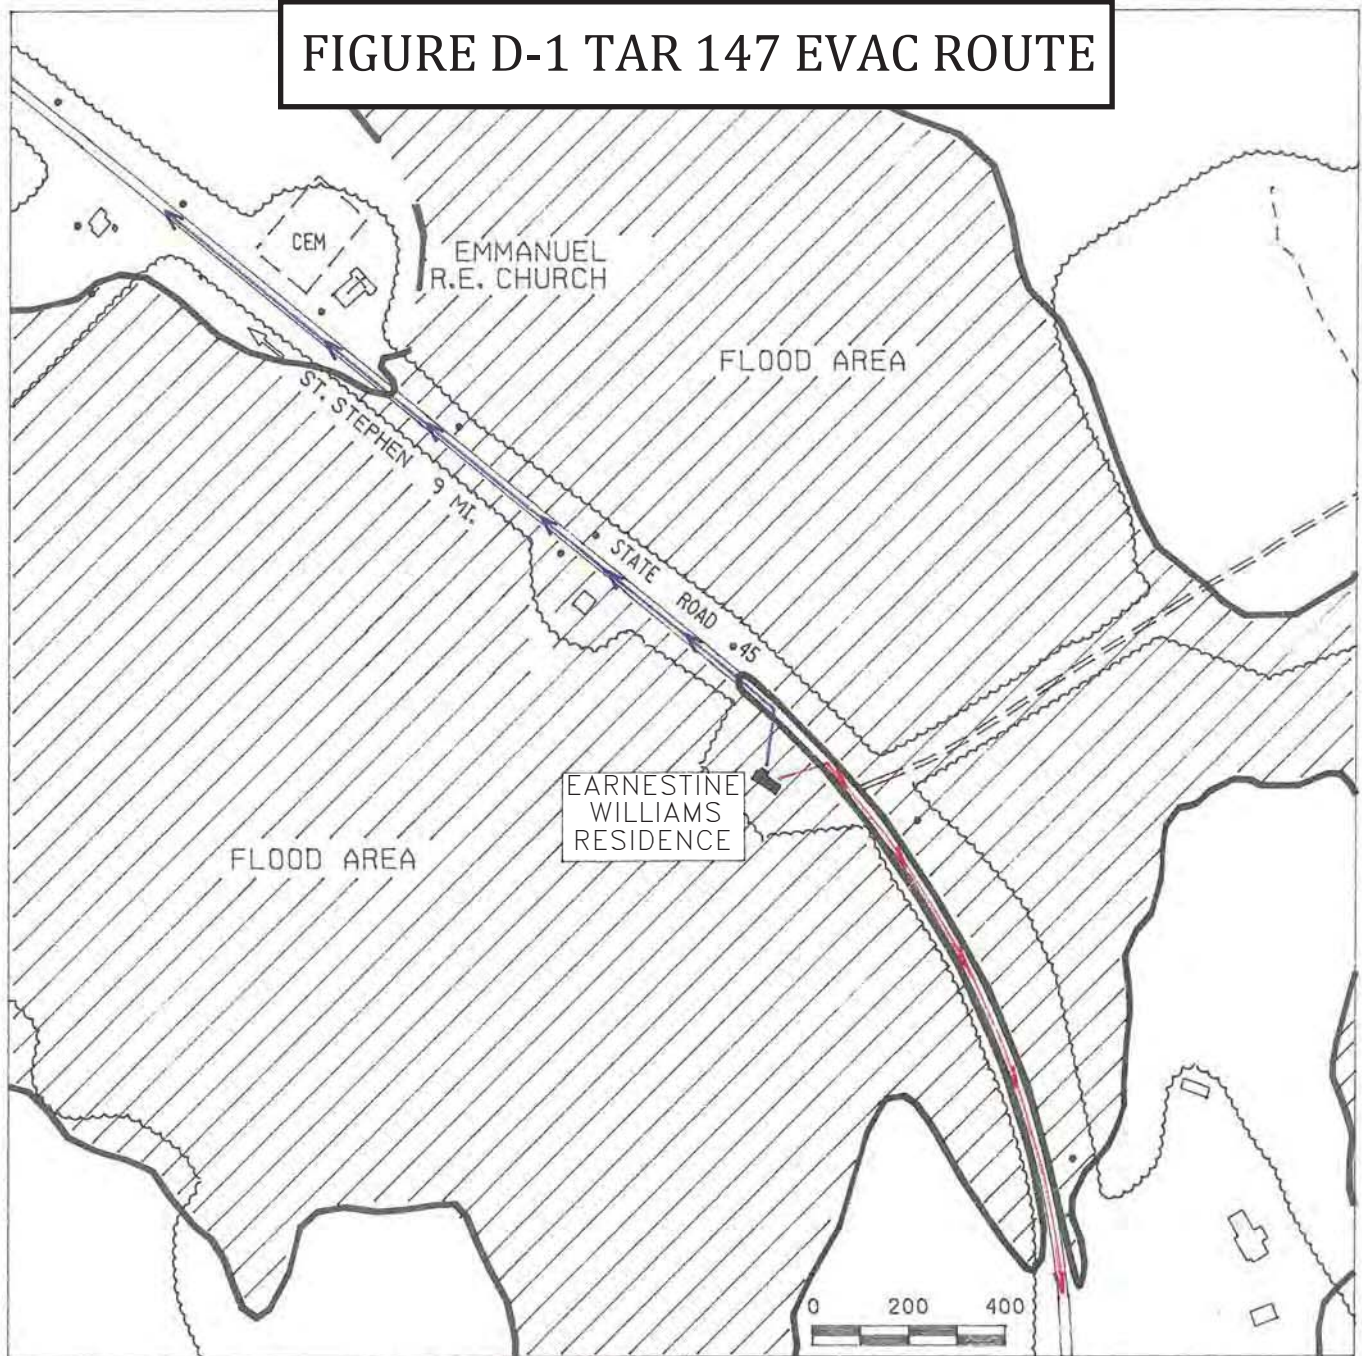 FIGURE D-1 TAR 147 EVAC ROUTE
CEM
EMMANUEL
R.E. CHURCH
FLOOD AREA
ST. STEPHEN 9 MI.
STATE ROAD 45
EARNESTINE
WILLIAMS
RESIDENCE
FLOOD AREA
0 200 400